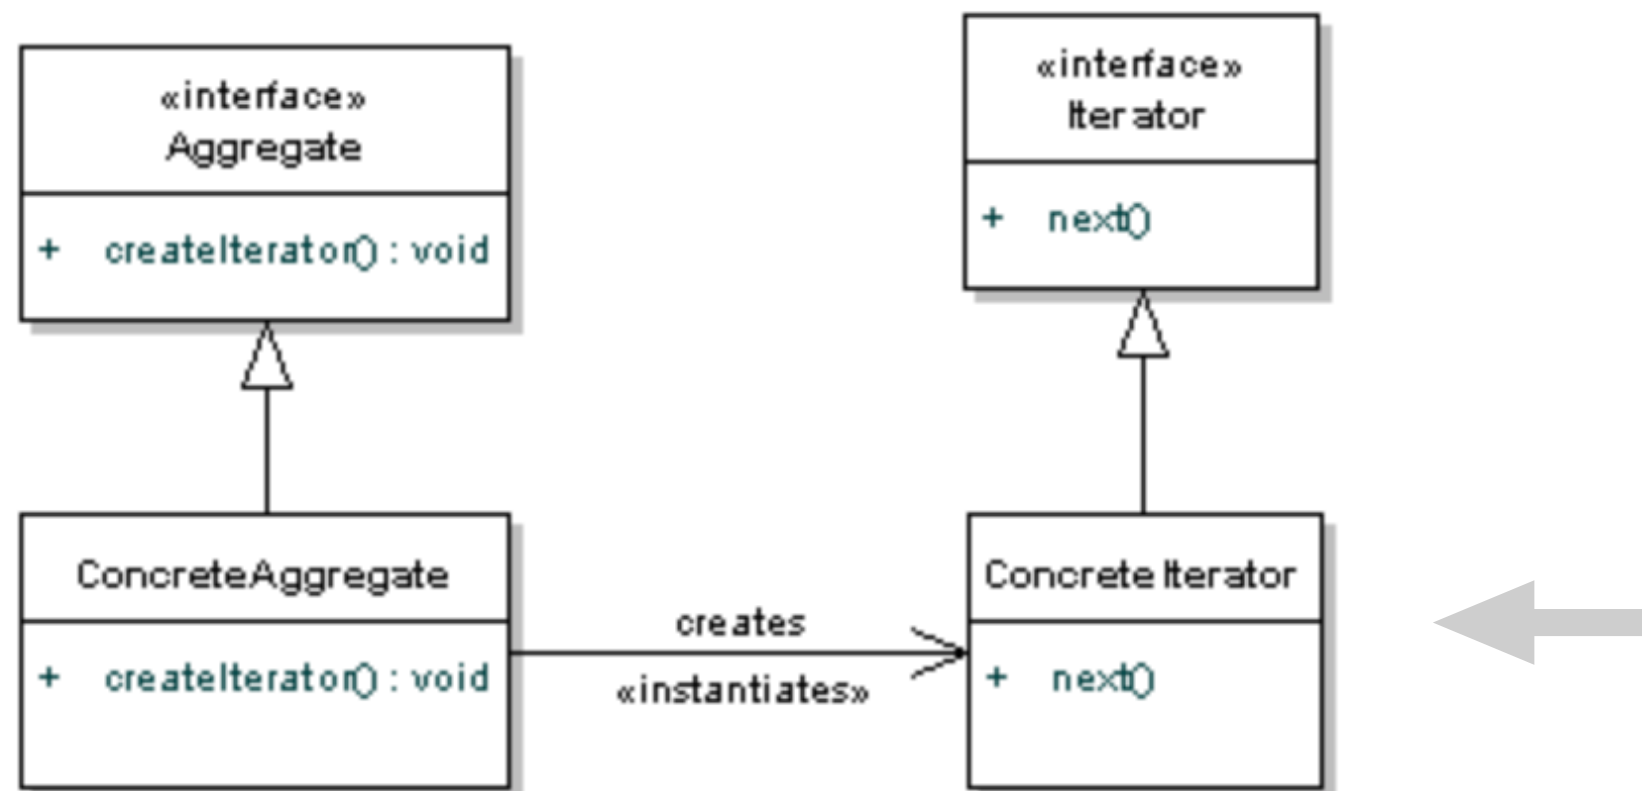 «interface»
Aggregate
+ createIterator() : void
«interface»
Iterator
+ next()
ConcreteAggregate
+ createIterator() : void
creates
«instantiates»
ConcreteIterator
+ next()